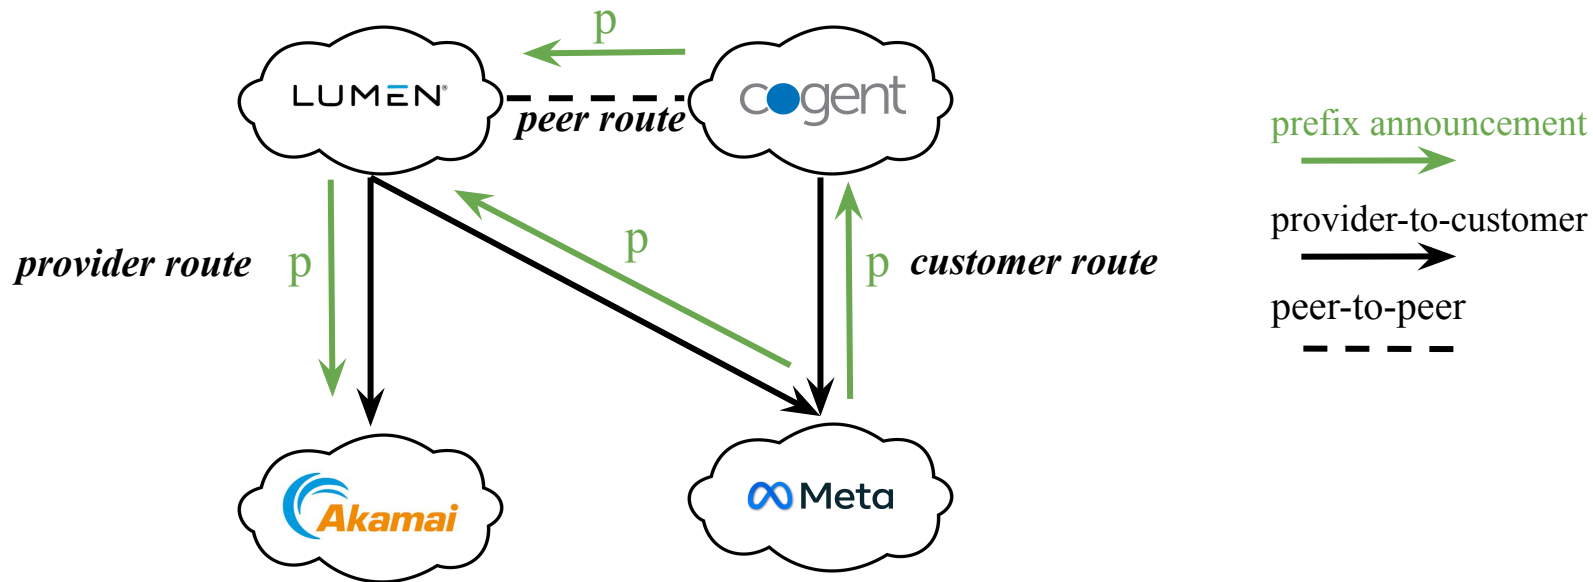 p
LUMEN®
cogent
peer route
prefix announcement
provider-to-customer
provider route
p
p
p
customer route
peer-to-peer
Akamai
Meta